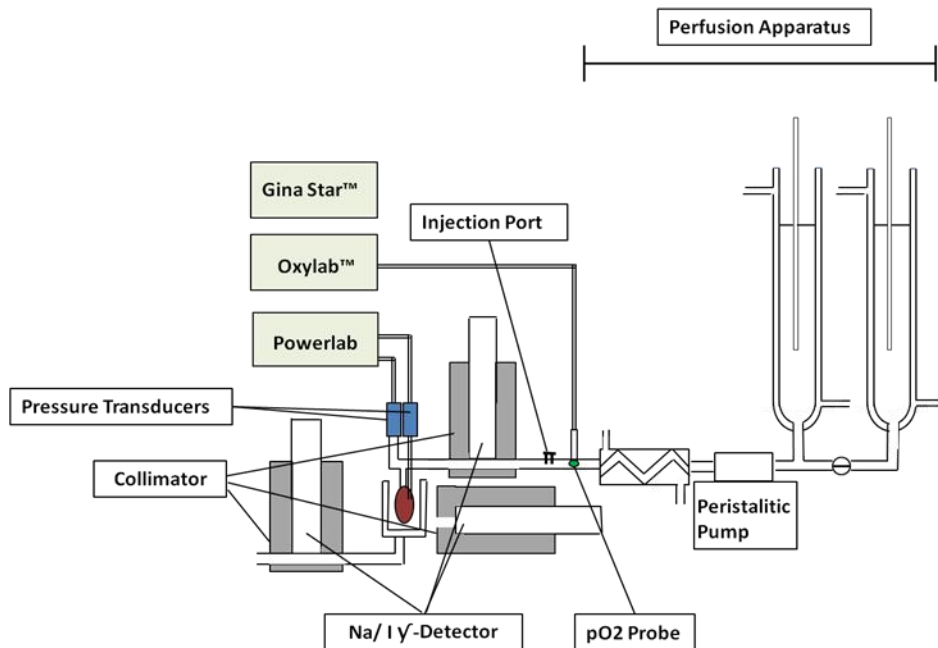 Perfusion Apparatus
Gina Star™
Injection Port
Oxylab™
Powerlab
Pressure Transducers
Collimator
Peristalitic
Pump
Na/ I γ-Detector
pO2 Probe